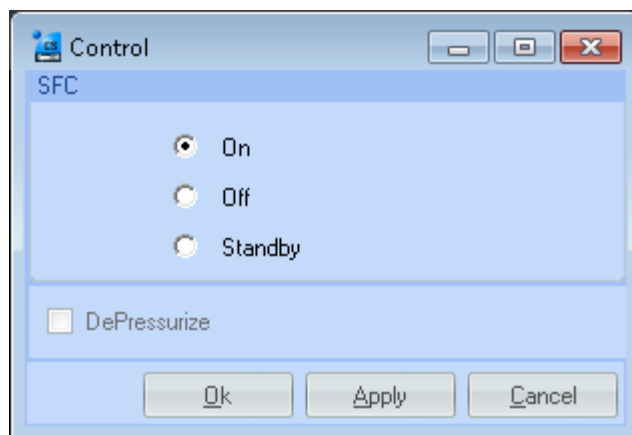 Control
SFC
On
Off
Standby
DePressurize
Ok Apply Cancel